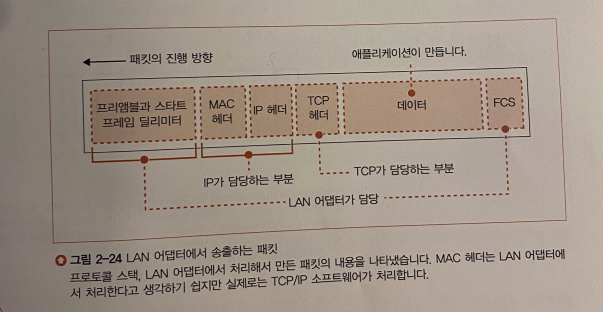 패킷의 진행 방향
애플리케이션이 만듭니다.
프리앰블과 스타트
프레임 딜리미터
MAC
헤더
IP 헤더
TCP
헤더
데이터
FCS
IP가 담당하는 부분
TCP가 담당하는 부분
LAN 어댑터가 담당
그림 2-24 LAN 어댑터에서 송출하는 패킷
프로토콜 스택, LAN 어댑터에서 처리해서 만든 패킷의 내용을 나타냈습니다. MAC 헤더는 LAN 어댑터에
서 처리한다고 생각하기 쉽지만 실제로는 TCP/IP 소프트웨어가 처리합니다.